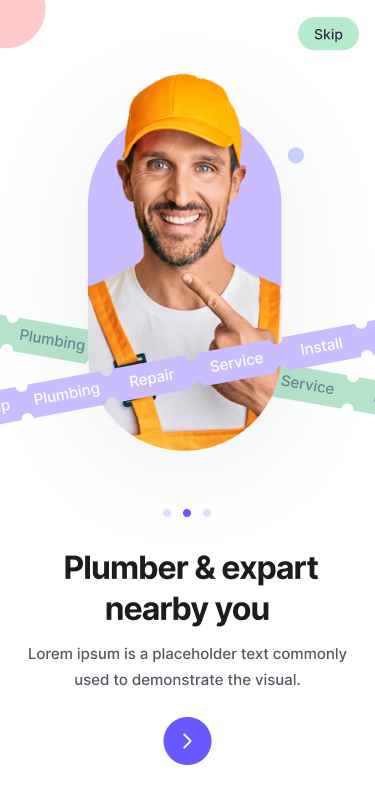 Skip
Plumbing
Install
Service
Repair
Plumbing
Service
Plumber & expart
nearby you
Lorem ipsum is a placeholder text commonly
used to demonstrate the visual.